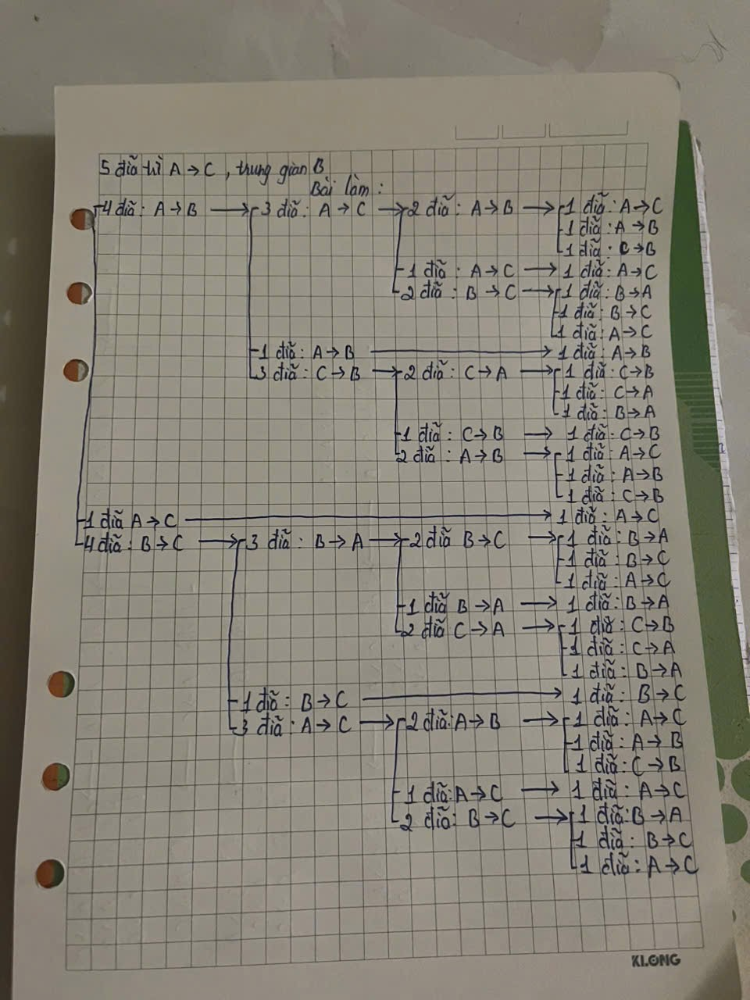 5 đĩa từ A → C, trung gian B
Bài làm:
4 đĩa: A → B → 3 đĩa: A → C → 2 đĩa: A → B → 1 đĩa: A → C
1 đĩa: A → B
1 đĩa: C → B
1 đĩa: A → C → 1 đĩa: A → C
2 đĩa: B → C → 1 đĩa: B → A
1 đĩa: B → C
1 đĩa: A → C
1 đĩa: A → B → 1 đĩa: A → B
3 đĩa: C → B → 2 đĩa: C → A → 1 đĩa: C → B
1 đĩa: C → A
1 đĩa: B → A
1 đĩa: C → B → 1 đĩa: C → B
2 đĩa: A → B → 1 đĩa: A → C
1 đĩa: A → B
1 đĩa: C → B
1 đĩa A → C → 1 đĩa: A → C
4 đĩa: B → C → 3 đĩa: B → A → 2 đĩa B → C → 1 đĩa: B → A
1 đĩa: B → C
1 đĩa: A → C
1 đĩa B → A → 1 đĩa: B → A
2 đĩa C → A → 1 đĩa: C → B
1 đĩa: C → A
1 đĩa: B → A
1 đĩa: B → C → 1 đĩa: B → C
3 đĩa: A → C → 2 đĩa: A → B → 1 đĩa: A → C
1 đĩa: A → B
1 đĩa: C → B
1 đĩa: A → C → 1 đĩa: A → C
2 đĩa: B → C → 1 đĩa: B → A
1 đĩa: B → C
1 đĩa: A → C
KLONG